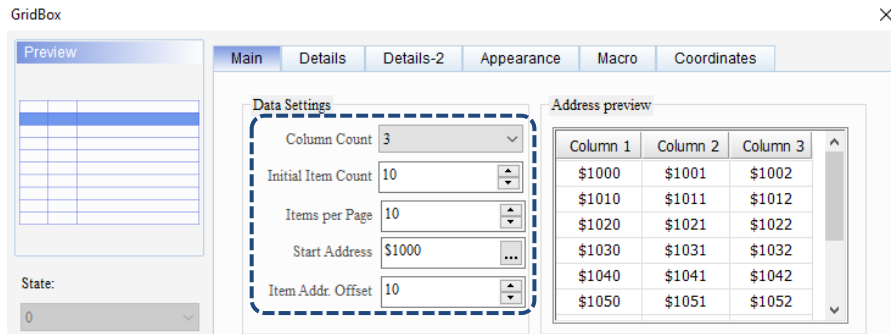 GridBox
Preview
Main Details Details-2 Appearance Macro Coordinates
Data Settings
Column Count 3
Initial Item Count 10
Items per Page 10
Start Address $1000 ...
Item Addr. Offset 10
Address preview
Column 1 Column 2 Column 3
$1000 $1001 $1002
$1010 $1011 $1012
$1020 $1021 $1022
$1030 $1031 $1032
$1040 $1041 $1042
$1050 $1051 $1052
State:
0